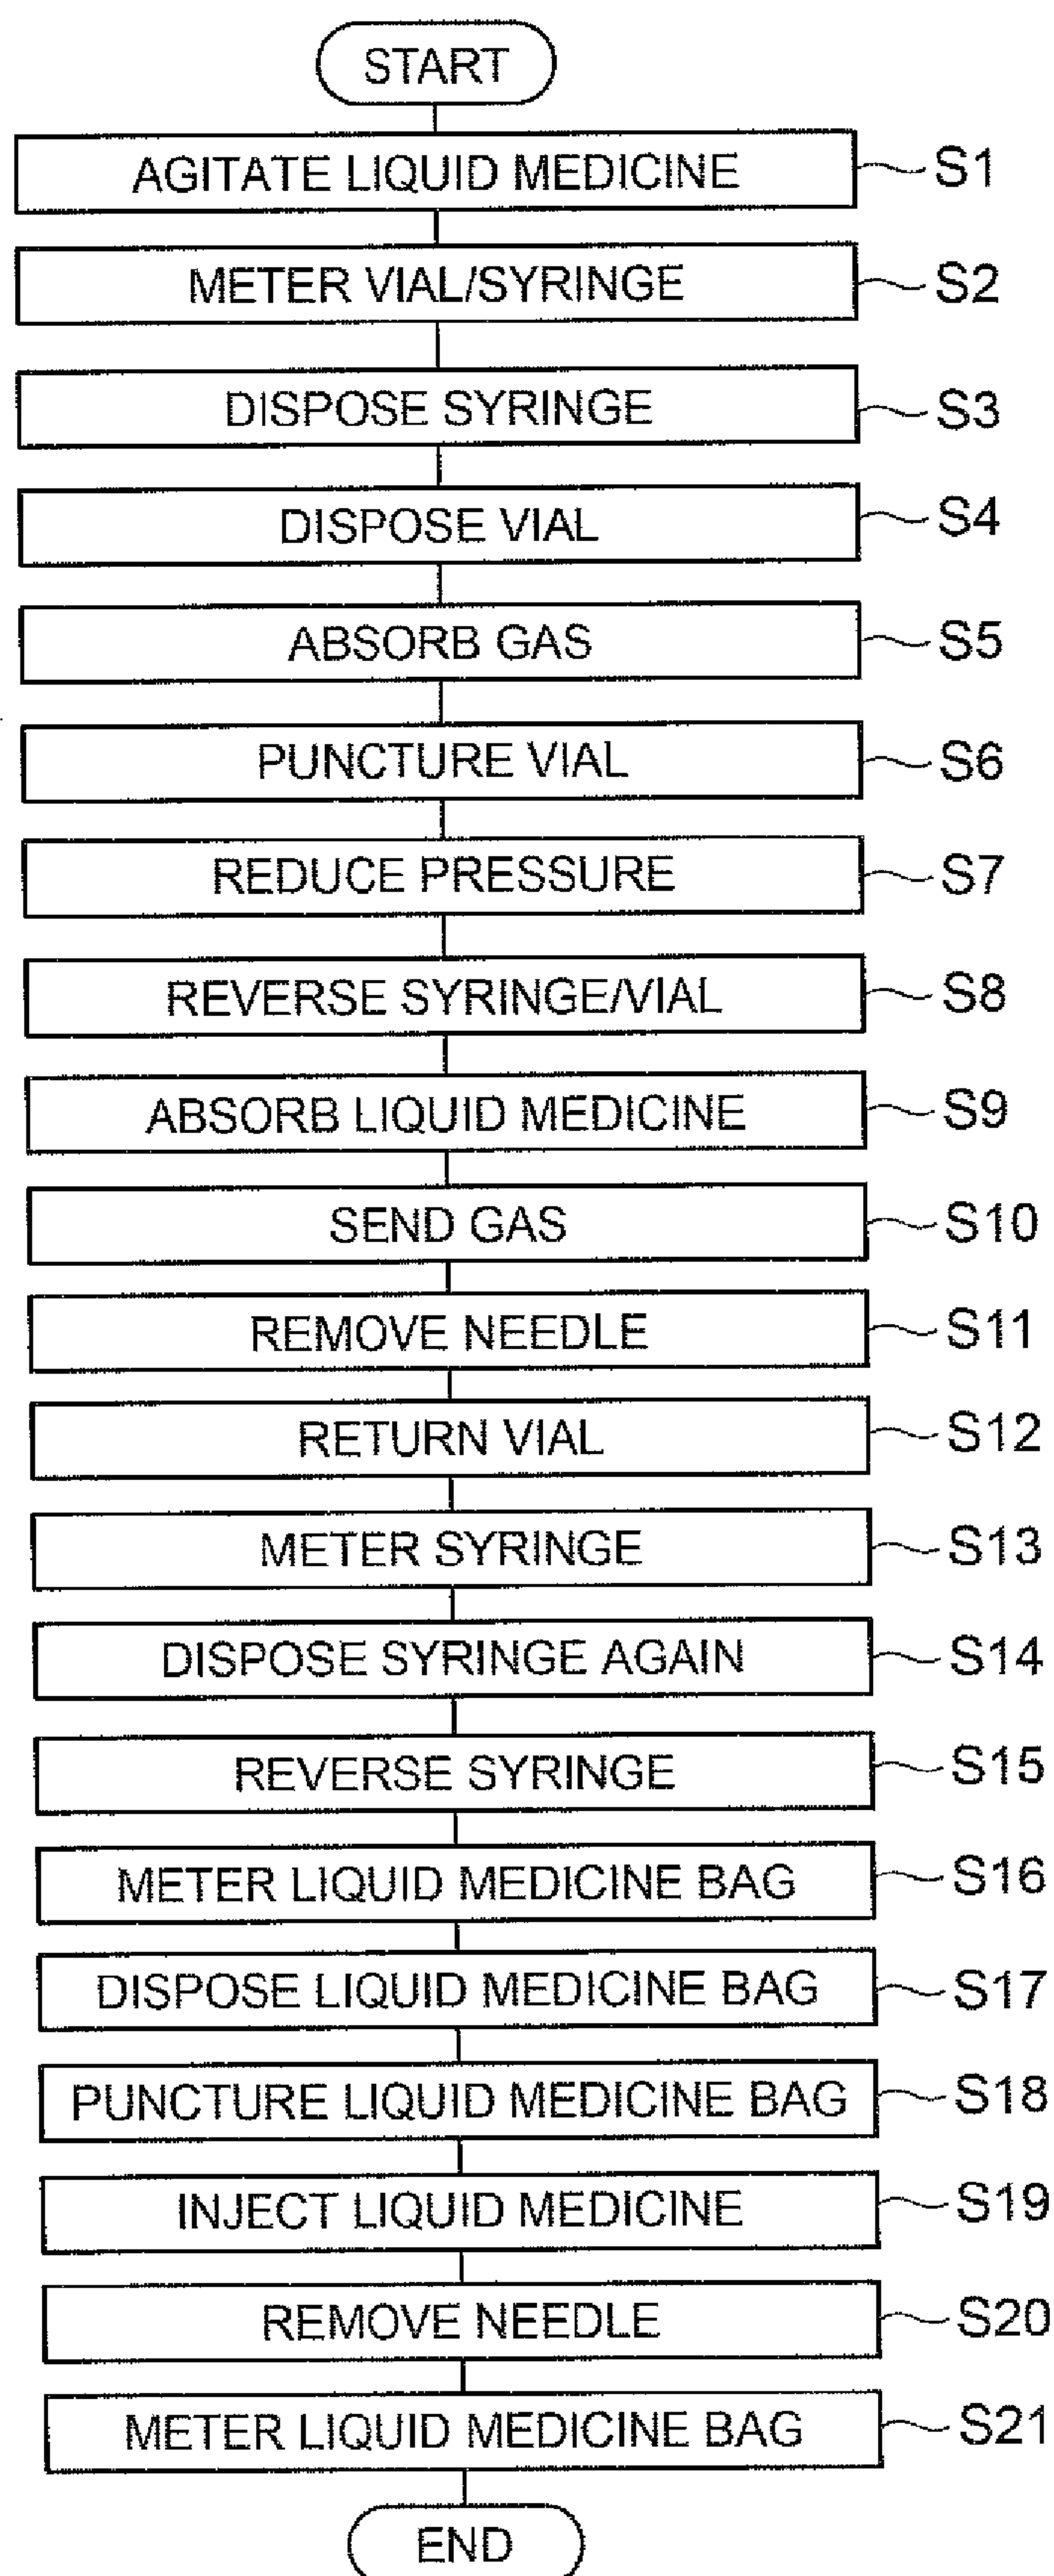 START
AGITATE LIQUID MEDICINE S1
METER VIAL/SYRINGE S2
DISPOSE SYRINGE S3
DISPOSE VIAL S4
ABSORB GAS S5
PUNCTURE VIAL S6
REDUCE PRESSURE S7
REVERSE SYRINGE/VIAL S8
ABSORB LIQUID MEDICINE S9
SEND GAS S10
REMOVE NEEDLE S11
RETURN VIAL S12
METER SYRINGE S13
DISPOSE SYRINGE AGAIN S14
REVERSE SYRINGE S15
METER LIQUID MEDICINE BAG S16
DISPOSE LIQUID MEDICINE BAG S17
PUNCTURE LIQUID MEDICINE BAG S18
INJECT LIQUID MEDICINE S19
REMOVE NEEDLE S20
METER LIQUID MEDICINE BAG S21
END